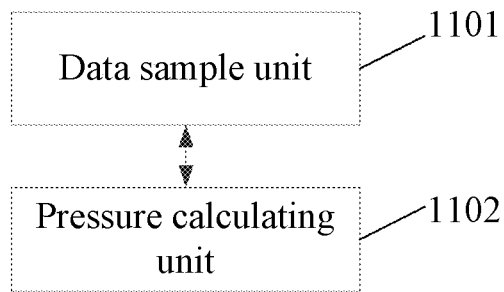 1101
Data sample unit
Pressure calculating
unit
1102